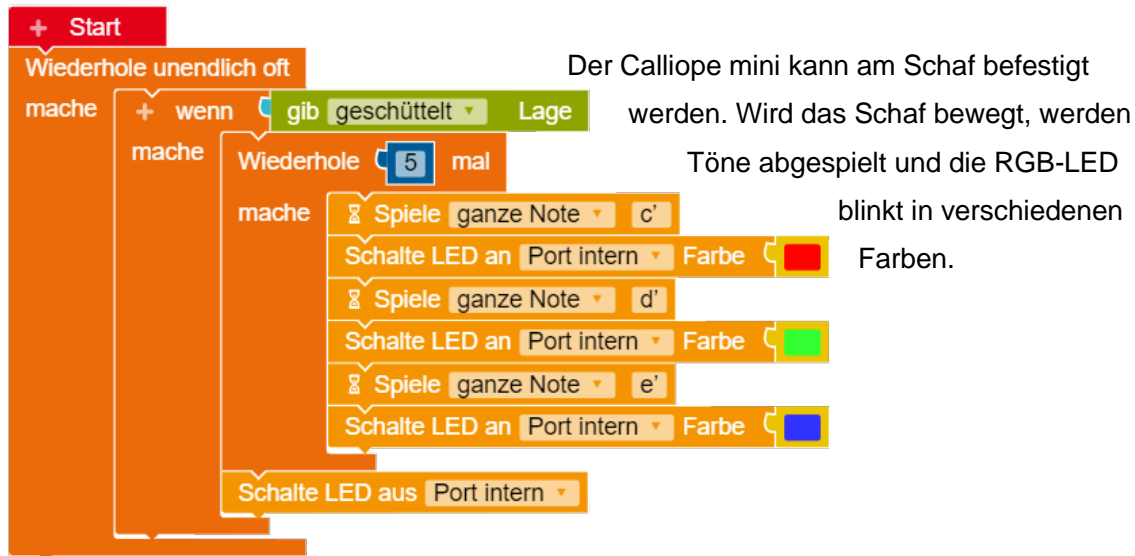 + Start
Wiederhole unendlich oft
mache
+ wenn gib geschüttelt Lage
mache
Wiederhole 5 mal
mache
Spiele ganze Note c'
Schalte LED an Port intern Farbe
Spiele ganze Note d'
Schalte LED an Port intern Farbe
Spiele ganze Note e'
Schalte LED an Port intern Farbe
Schalte LED aus Port intern
Der Calliope mini kann am Schaf befestigt
werden. Wird das Schaf bewegt, werden
Töne abgespielt und die RGB-LED
blinkt in verschiedenen
Farben.